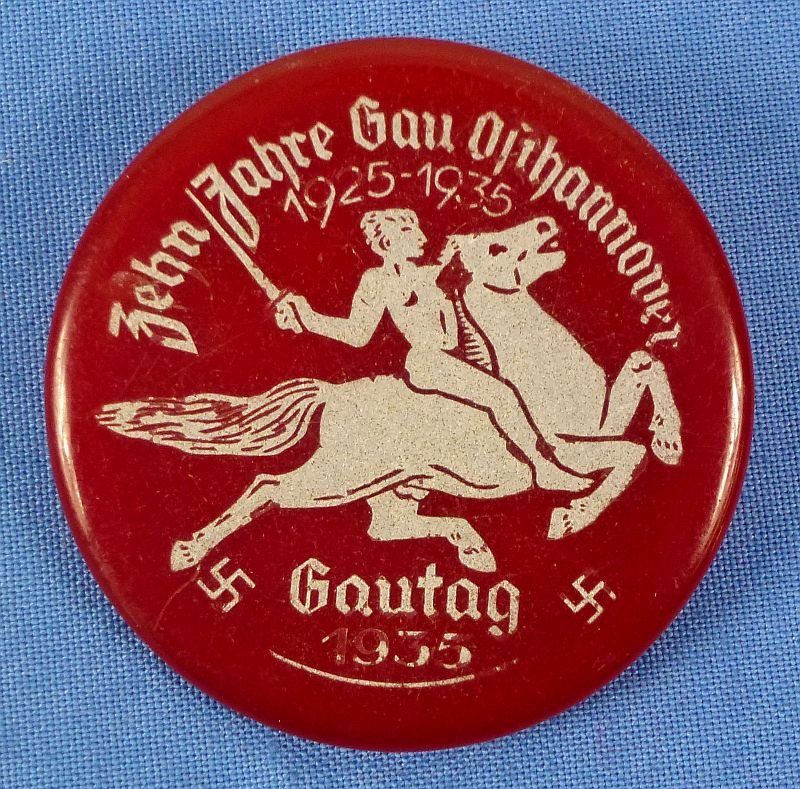 Zehn Jahre Gau Osthannover
1925-1935
Gautag
1935